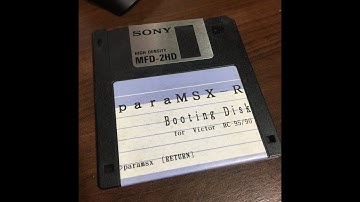 SONY
HIGH DENSITY
MFD-2HD
paraMSX R
Booting Disk
for Victor HC-95/90
>paramsx [RETURN]